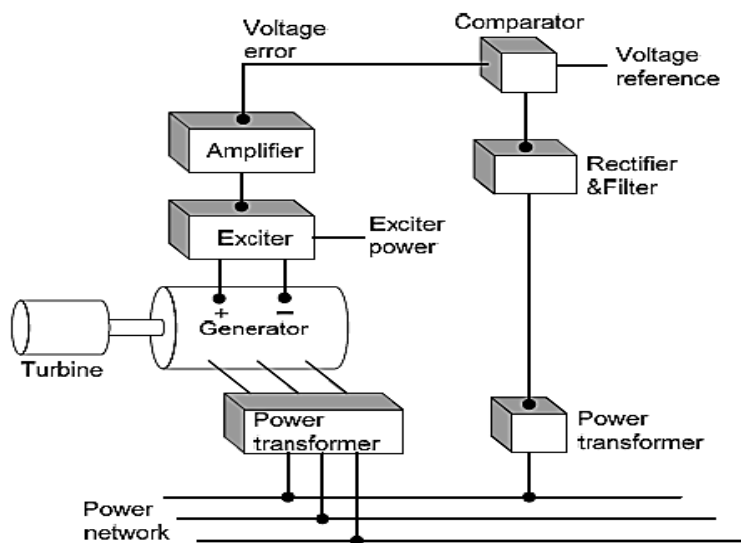 Comparator
Voltage
error
Voltage
reference
Amplifier
Rectifier
&Filter
Exciter
Exciter
power
+
–
Generator
Turbine
Power
transformer
Power
transformer
Power
network